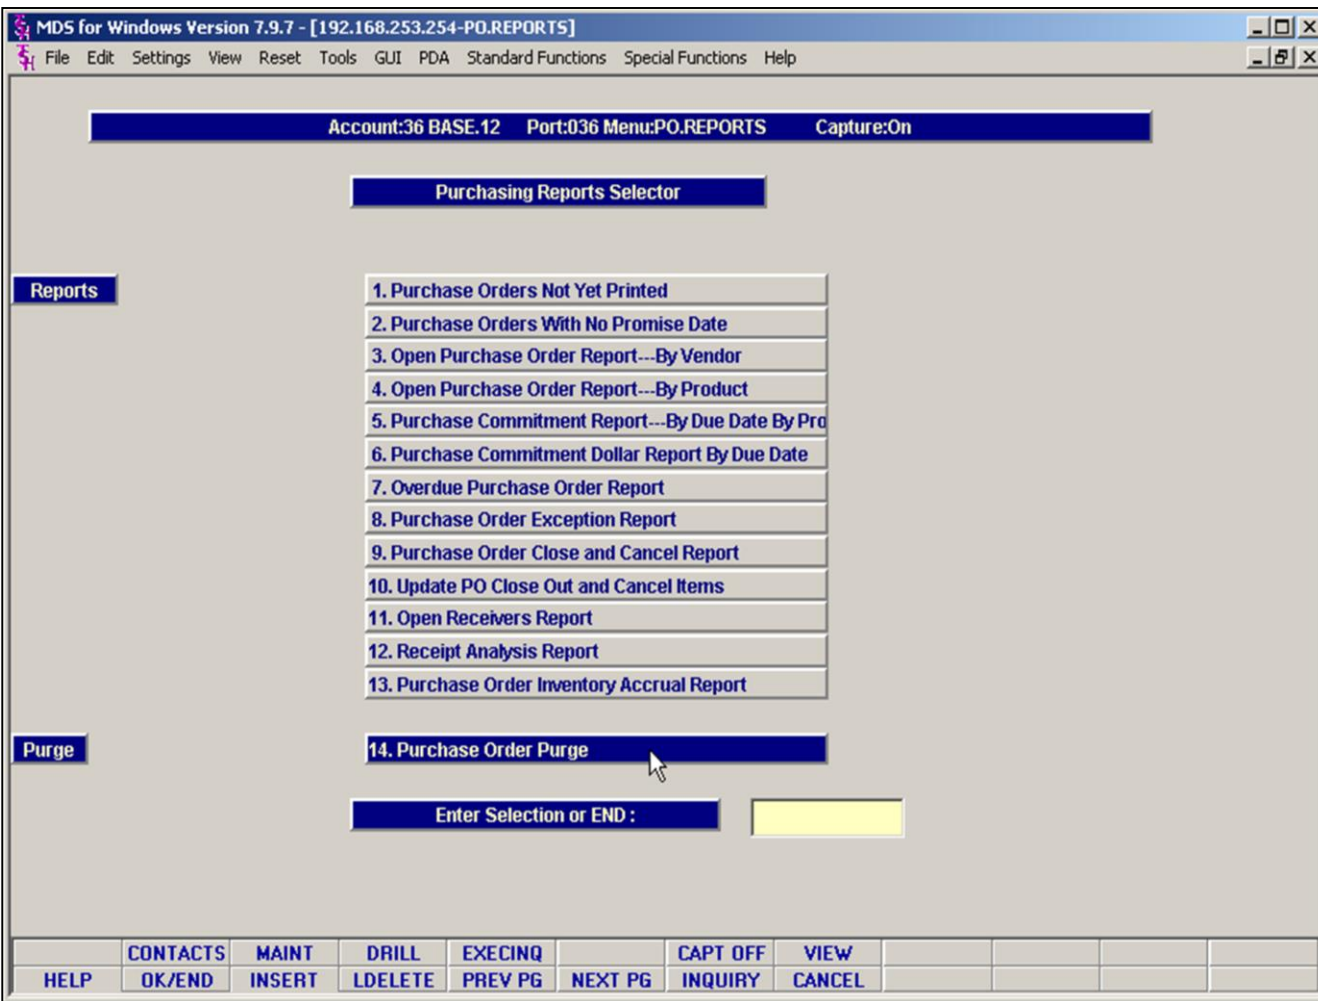 MDS for Windows Version 7.9.7 - [192.168.253.254-PO.REPORTS]
File Edit Settings View Reset Tools GUI PDA Standard Functions Special Functions Help
Account:36 BASE.12 Port:036 Menu:PO.REPORTS Capture:On
Purchasing Reports Selector
Reports
1. Purchase Orders Not Yet Printed
2. Purchase Orders With No Promise Date
3. Open Purchase Order Report---By Vendor
4. Open Purchase Order Report---By Product
5. Purchase Commitment Report---By Due Date By Pro
6. Purchase Commitment Dollar Report By Due Date
7. Overdue Purchase Order Report
8. Purchase Order Exception Report
9. Purchase Order Close and Cancel Report
10. Update PO Close Out and Cancel Items
11. Open Receivers Report
12. Receipt Analysis Report
13. Purchase Order Inventory Accrual Report
Purge
14. Purchase Order Purge
Enter Selection or END :
CONTACTS MAINT DRILL EXECINQ CAPT OFF VIEW
HELP OK/END INSERT LDELETE PREV PG NEXT PG INQUIRY CANCEL